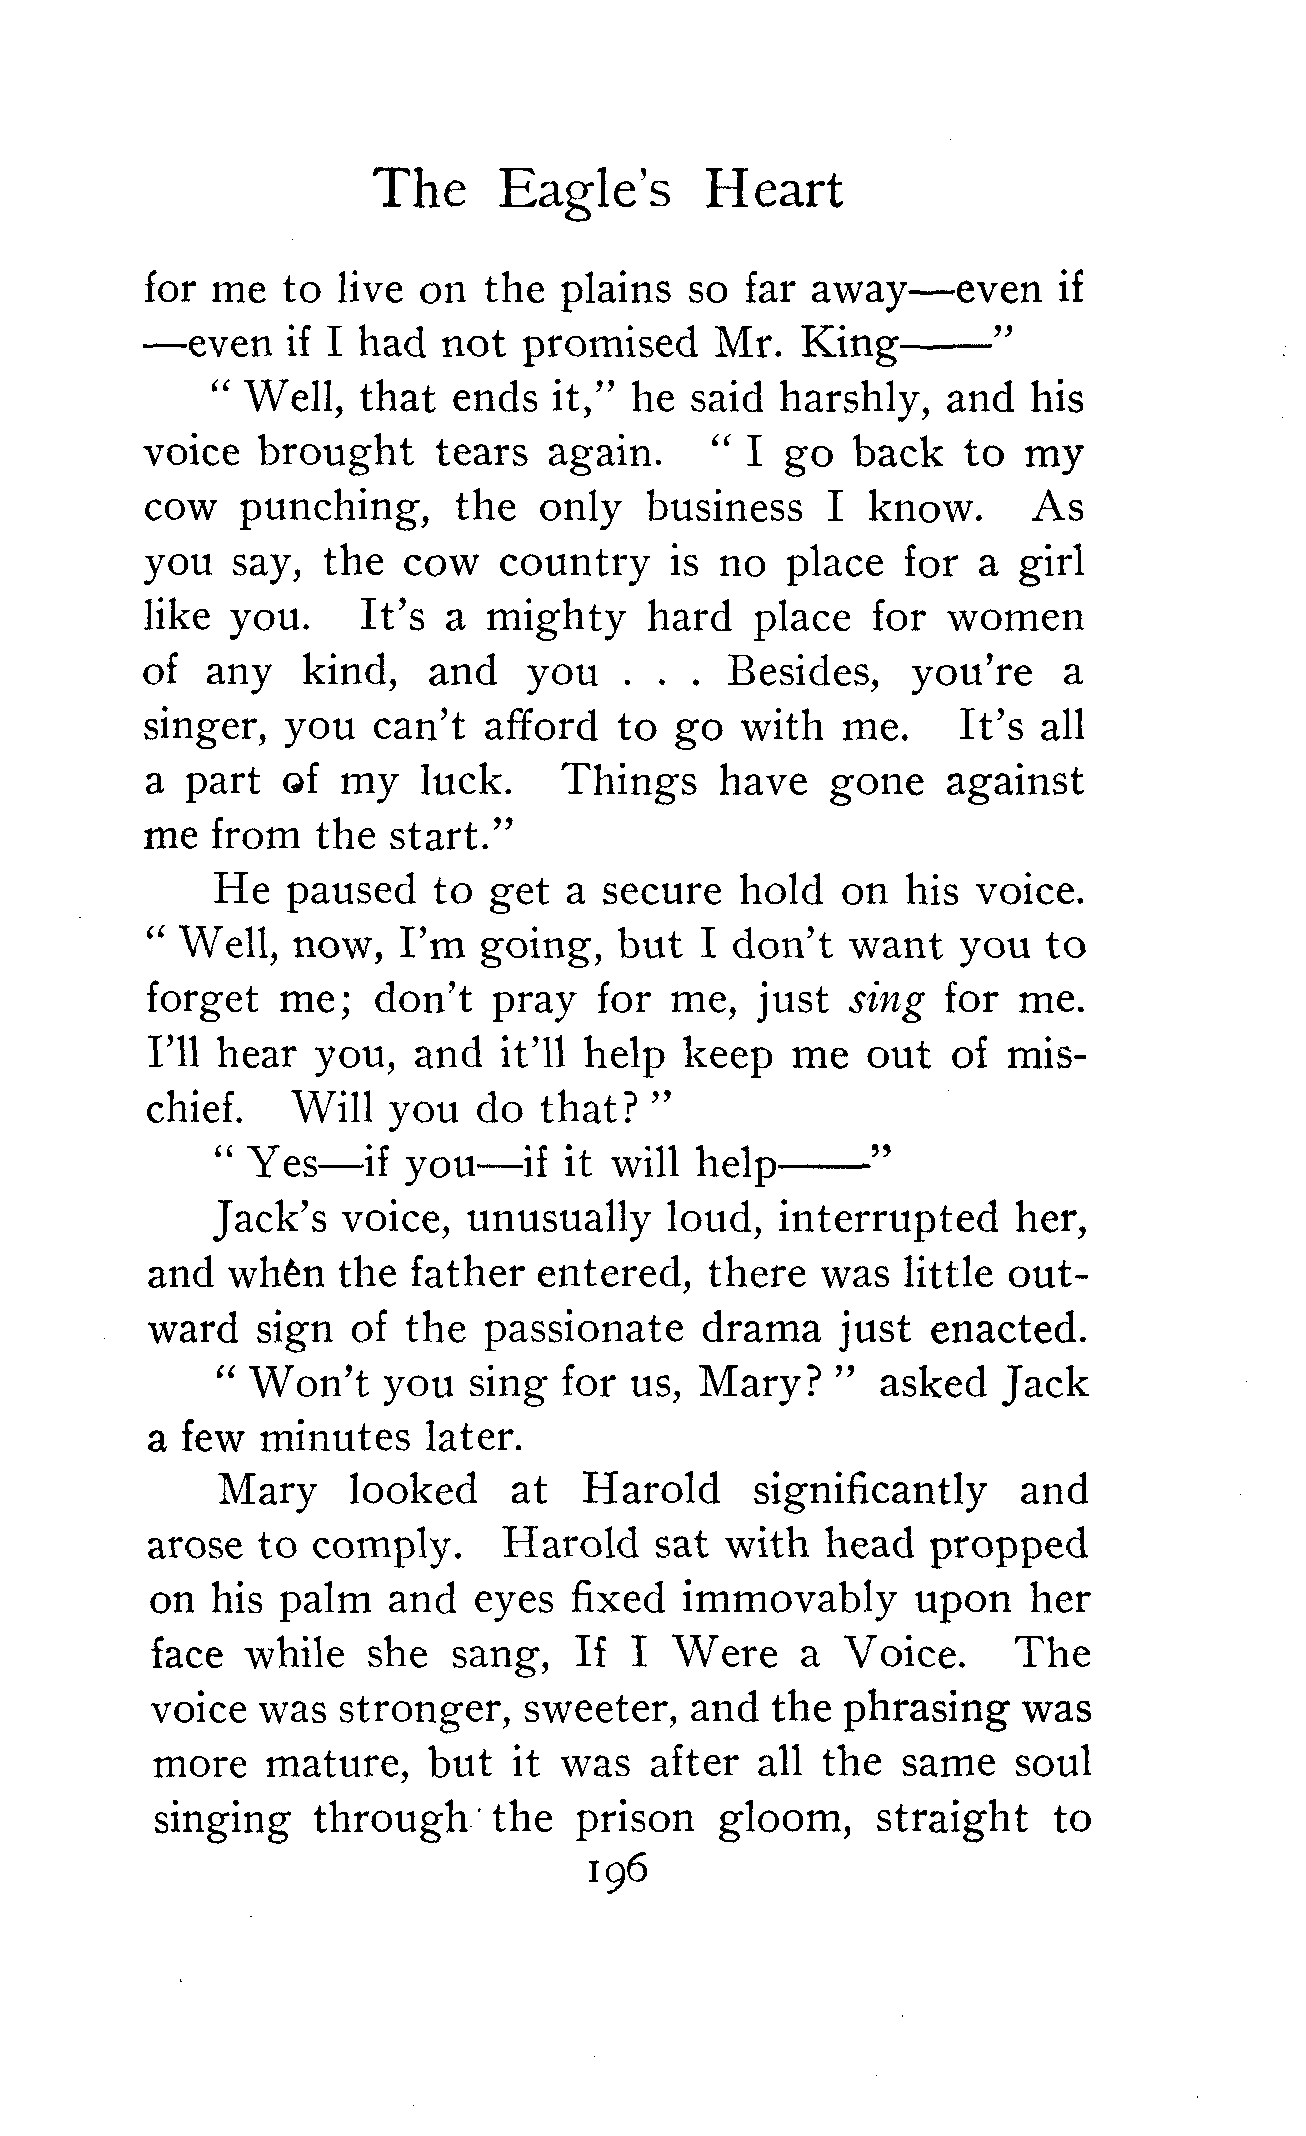 The Eagle's Heart
for me to live on the plains so far away—even if
—even if I had not promised Mr. King——"
" Well, that ends it," he said harshly, and his
voice brought tears again. " I go back to my
cow punching, the only business I know. As
you say, the cow country is no place for a girl
like you. It's a mighty hard place for women
of any kind, and you . . . Besides, you're a
singer, you can't afford to go with me. It's all
a part of my luck. Things have gone against
me from the start."
He paused to get a secure hold on his voice.
" Well, now, I'm going, but I don't want you to
forget me; don't pray for me, just sing for me.
I'll hear you, and it'll help keep me out of mis-
chief. Will you do that? "
" Yes—if you—if it will help——"
Jack's voice, unusually loud, interrupted her,
and when the father entered, there was little out-
ward sign of the passionate drama just enacted.
" Won't you sing for us, Mary? " asked Jack
a few minutes later.
Mary looked at Harold significantly and
arose to comply. Harold sat with head propped
on his palm and eyes fixed immovably upon her
face while she sang, If I Were a Voice. The
voice was stronger, sweeter, and the phrasing was
more mature, but it was after all the same soul
singing through the prison gloom, straight to
196